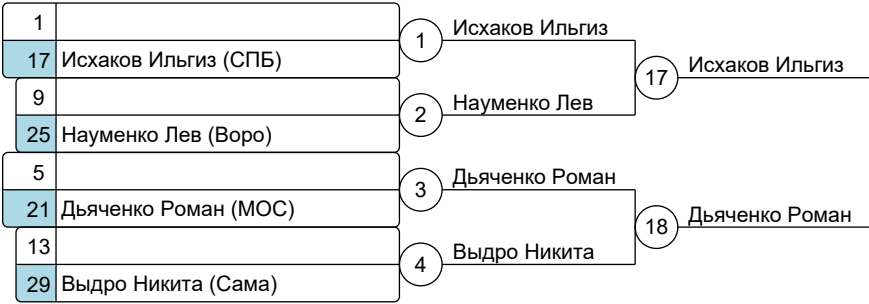 1
17 Исхаков Ильгиз (СПБ)
1
Исхаков Ильгиз
9
25 Науменко Лев (Воро)
2
Науменко Лев
17
Исхаков Ильгиз
5
21 Дьяченко Роман (МОС)
3
Дьяченко Роман
13
29 Выдро Никита (Сама)
4
Выдро Никита
18
Дьяченко Роман